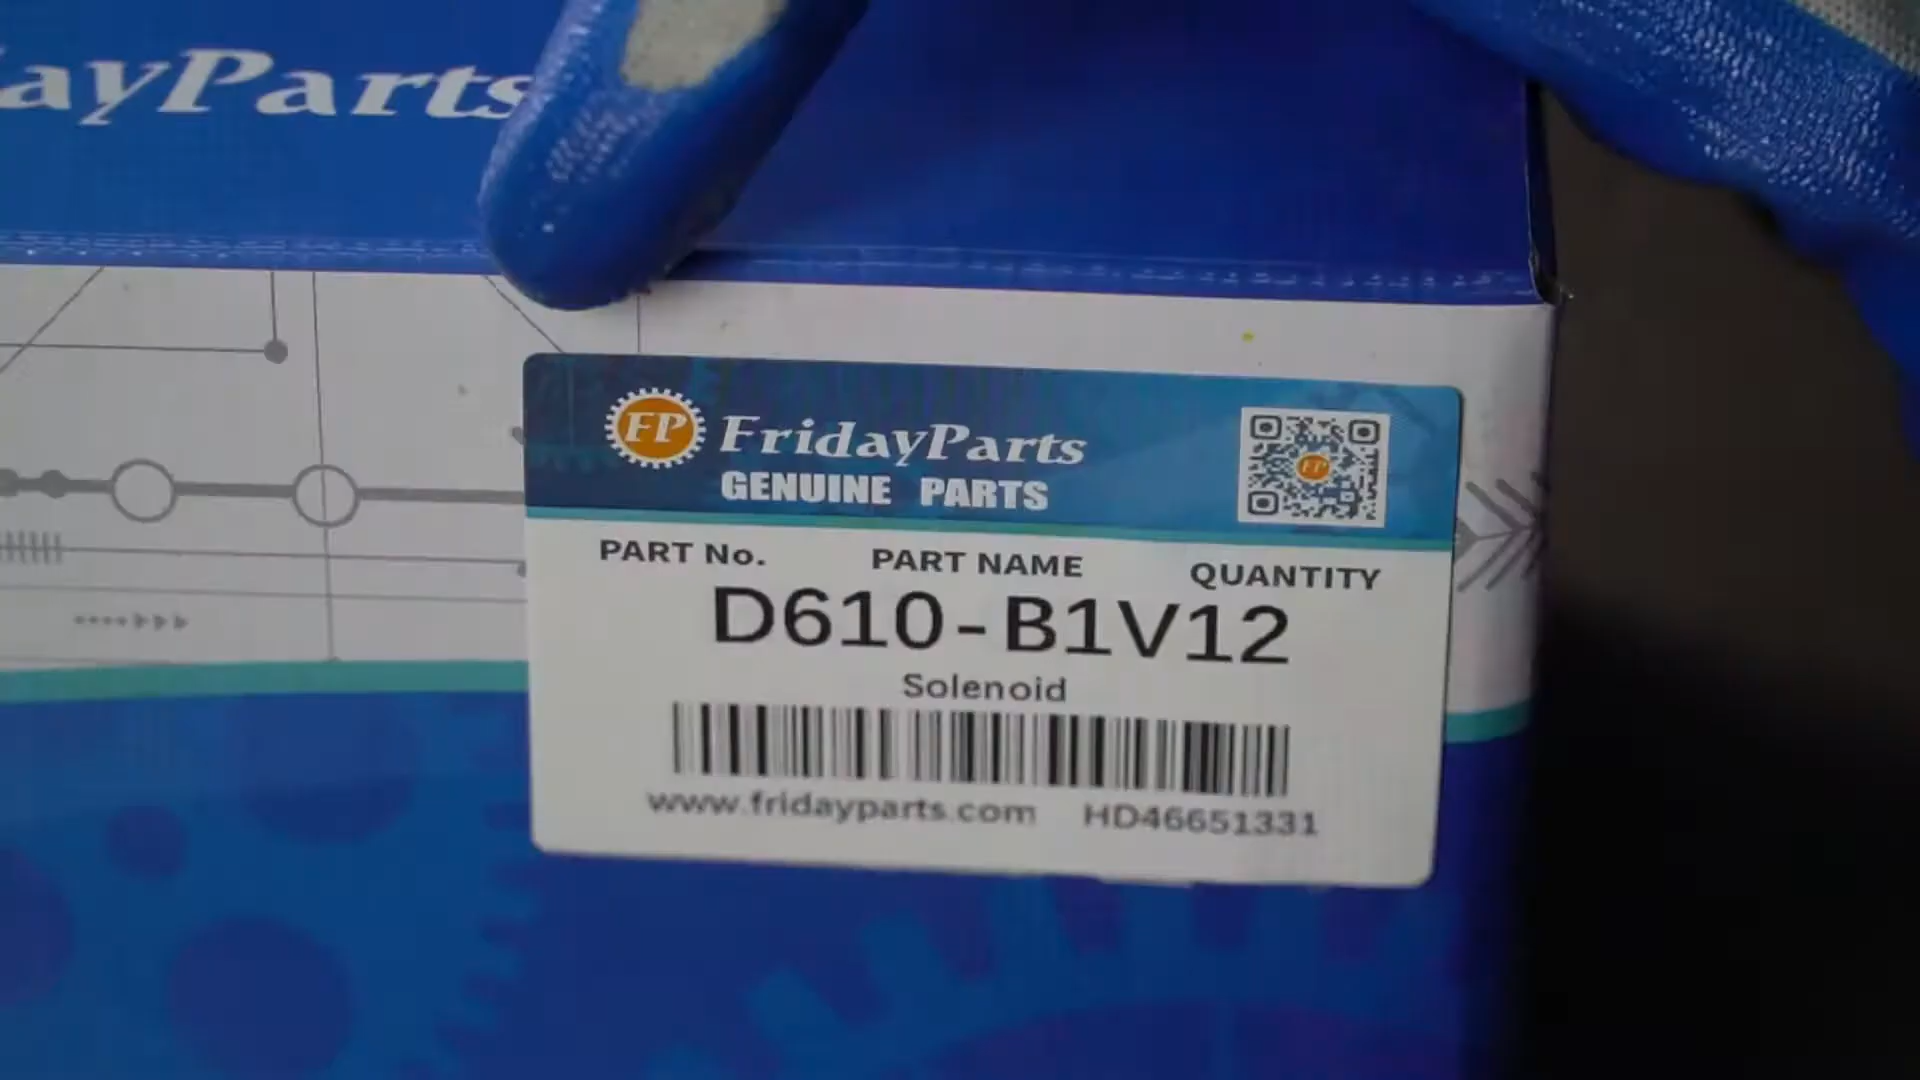 ayParts
FP FridayParts
GENUINE PARTS
FP
PART No. PART NAME QUANTITY
D610-B1V12
Solenoid
www.fridayparts.com HD46651331